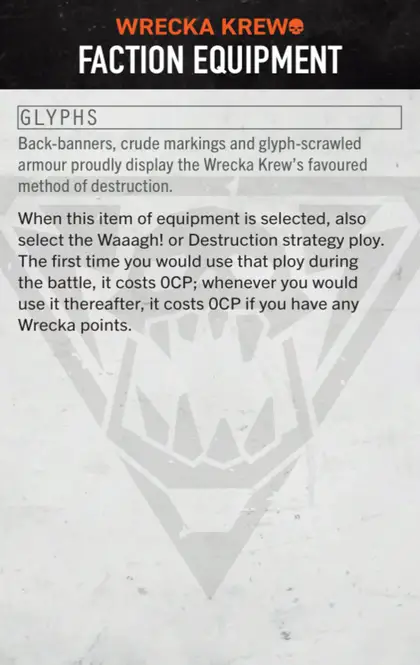 WRECKA KREW
FACTION EQUIPMENT
GLYPHS
Back-banners, crude markings and glyph-scrawled
armour proudly display the Wrecka Krew's favoured
method of destruction.
When this item of equipment is selected, also
select the Waaagh! or Destruction strategy ploy.
The first time you would use that ploy during
the battle, it costs 0CP; whenever you would
use it thereafter, it costs 0CP if you have any
Wrecka points.